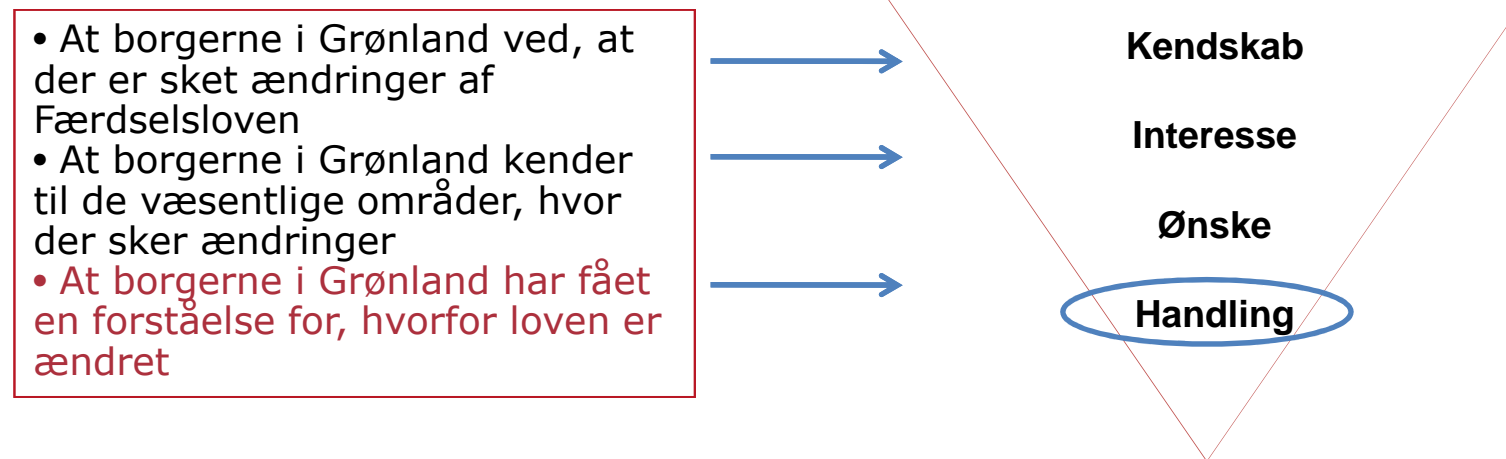 • At borgerne i Grønland ved, at
der er sket ændringer af
Færdselsloven
• At borgerne i Grønland kender
til de væsentlige områder, hvor
der sker ændringer
• At borgerne i Grønland har fået
en forståelse for, hvorfor loven er
ændret
Kendskab
Interesse
Ønske
Handling